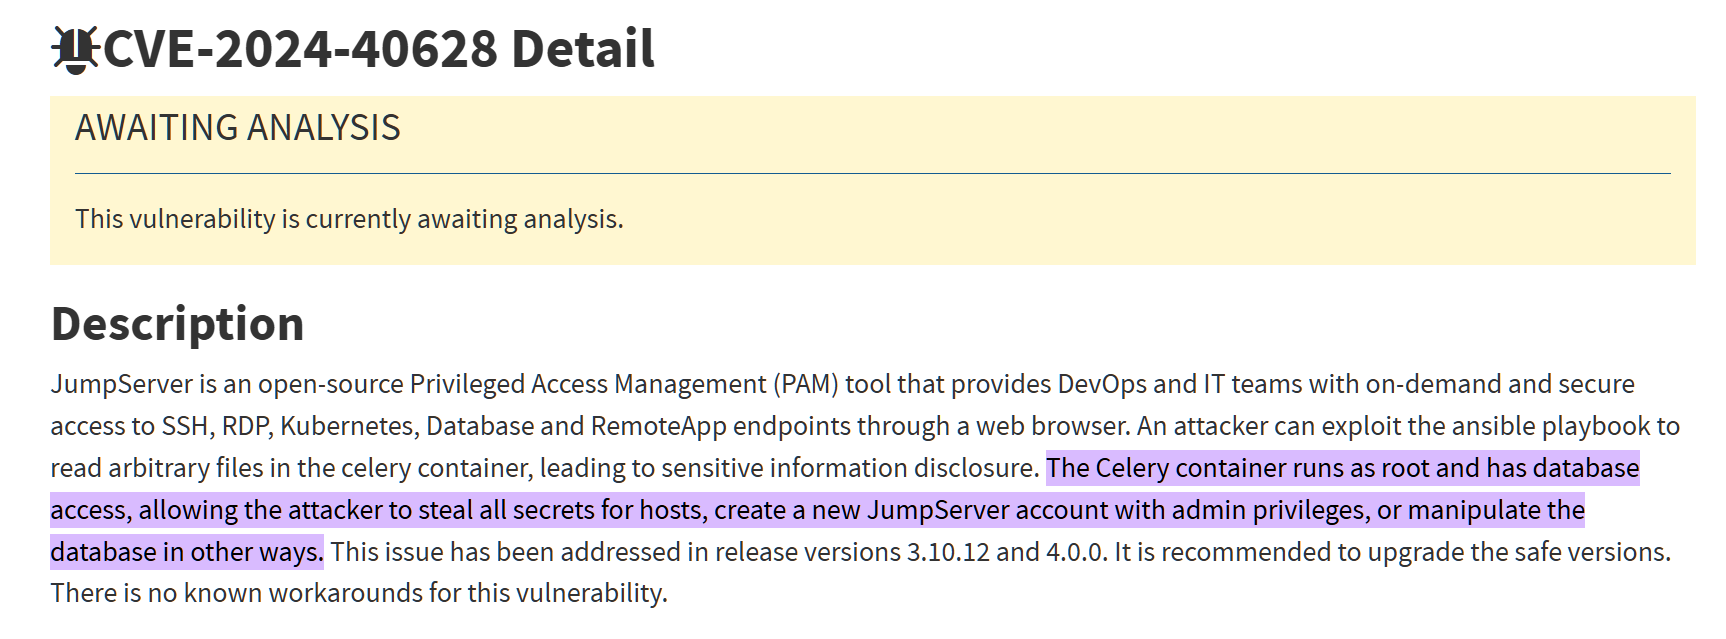 CVE-2024-40628 Detail
AWAITING ANALYSIS
This vulnerability is currently awaiting analysis.
Description
JumpServer is an open-source Privileged Access Management (PAM) tool that provides DevOps and IT teams with on-demand and secure
access to SSH, RDP, Kubernetes, Database and RemoteApp endpoints through a web browser. An attacker can exploit the ansible playbook to
read arbitrary files in the celery container, leading to sensitive information disclosure. The Celery container runs as root and has database
access, allowing the attacker to steal all secrets for hosts, create a new JumpServer account with admin privileges, or manipulate the
database in other ways. This issue has been addressed in release versions 3.10.12 and 4.0.0. It is recommended to upgrade the safe versions.
There is no known workarounds for this vulnerability.